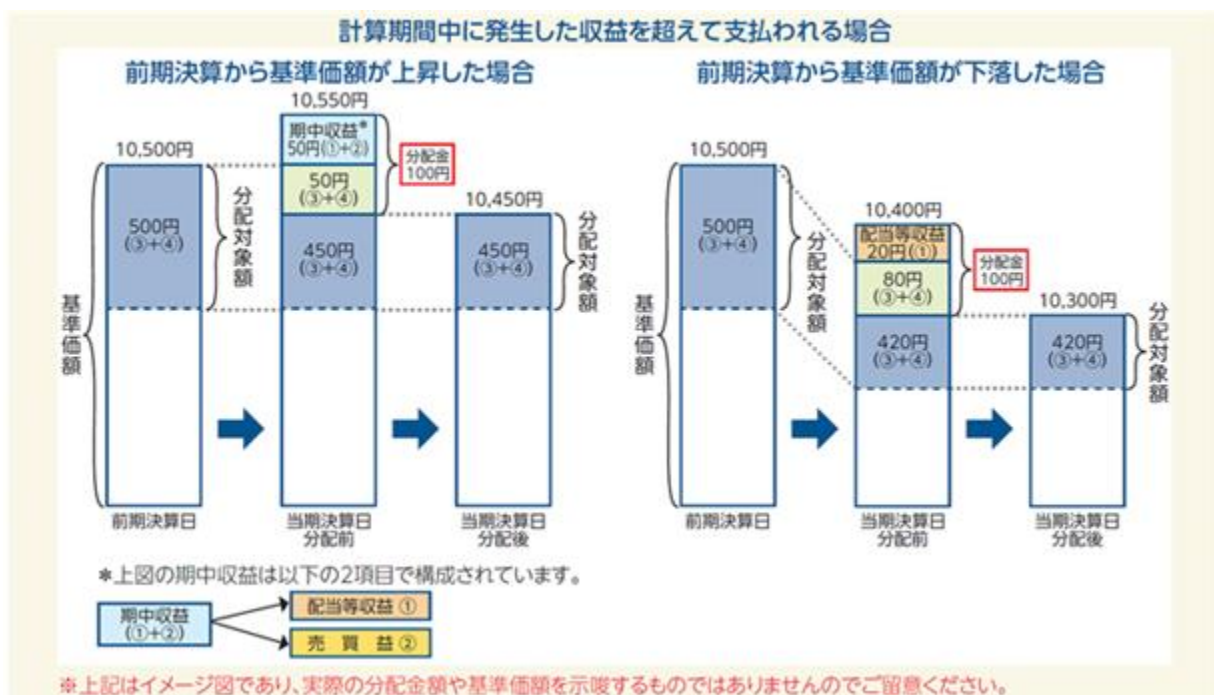 計算期間中に発生した収益を超えて支払われる場合
前期決算から基準価額が上昇した場合
10,500円
500円
(③+④)
分配対象額
基準価額
前期決算日
10,550円
期中収益*
50円(①+②)
50円
(③+④)
450円
(③+④)
分配金
100円
当期決算日
分配前
10,450円
450円
(③+④)
分配対象額
当期決算日
分配後
*上図の期中収益は以下の2項目で構成されています。
期中収益
(①+②)
配当等収益 ①
売 買 益 ②
前期決算から基準価額が下落した場合
10,500円
500円
(③+④)
分配対象額
基準価額
前期決算日
10,400円
配当等収益
20円(①)
80円
(③+④)
420円
(③+④)
分配金
100円
当期決算日
分配前
10,300円
420円
(③+④)
分配対象額
当期決算日
分配後
※上記はイメージ図であり、実際の分配金額や基準価額を示唆するものではありませんのでご留意ください。